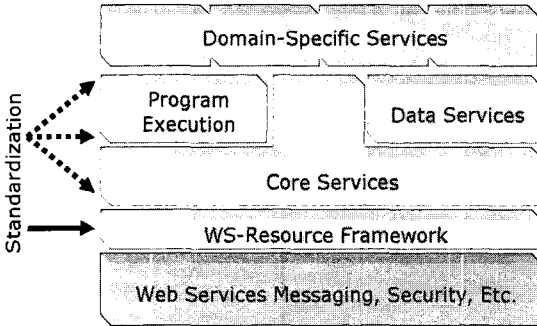 Domain-Specific Services
Standardization
Program
Execution
Data Services
Core Services
WS-Resource Framework
Web Services Messaging, Security, Etc.